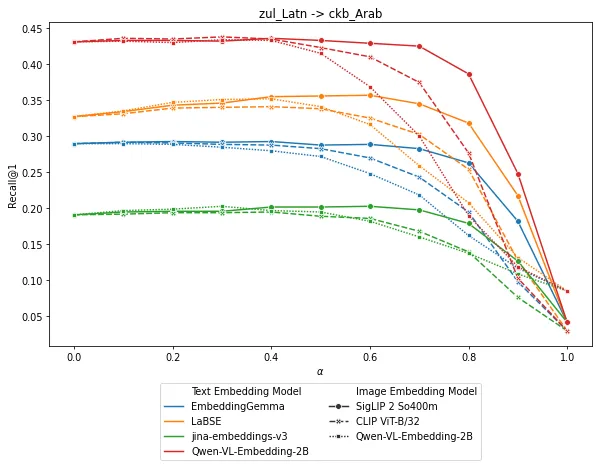 zul_Latn -> ckb_Arab
Recall@1
0.45
0.40
0.35
0.30
0.25
0.20
0.15
0.10
0.05
0.0 0.2 0.4 0.6 0.8 1.0
α
Text Embedding Model
EmbeddingGemma
LaBSE
jina-embeddings-v3
Qwen-VL-Embedding-2B
Image Embedding Model
SigLIP 2 So400m
CLIP ViT-B/32
Qwen-VL-Embedding-2B